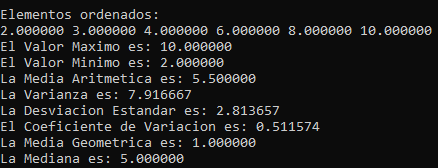 Elementos ordenados:
2.000000 3.000000 4.000000 6.000000 8.000000 10.000000
El Valor Maximo es: 10.000000
El Valor Minimo es: 2.000000
La Media Aritmetica es: 5.500000
La Varianza es: 7.916667
La Desviacion Estandar es: 2.813657
El Coeficiente de Variacion es: 0.511574
La Media Geometrica es: 1.000000
La Mediana es: 5.000000